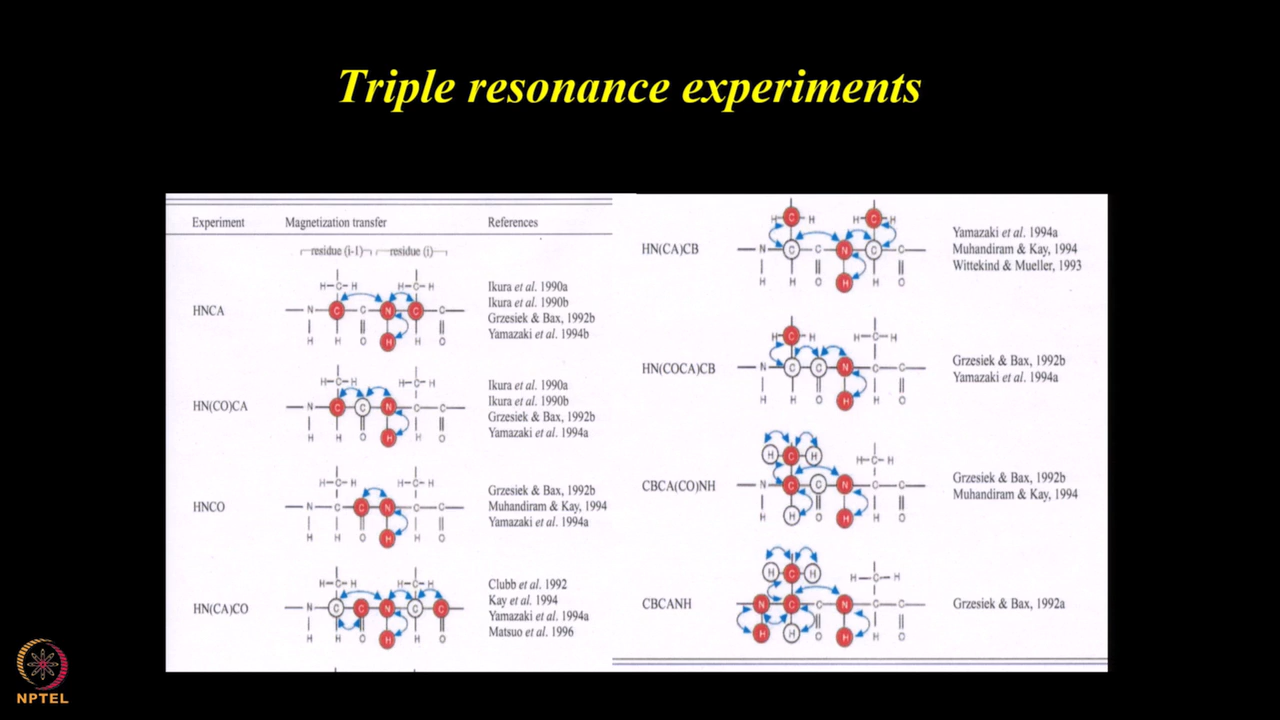 Triple resonance experiments
Experiment Magnetization transfer References
residue (i-1) residue (i)
H-C-H H-C-H
HNCA
N C C N C C
H H O H H O
Ikura et al. 1990a
Ikura et al. 1990b
Grzesiek & Bax, 1992b
Yamazaki et al. 1994b
H-C-H H-C-H
HN(CO)CA
N C C N C C
H H O H H O
Ikura et al. 1990a
Ikura et al. 1990b
Grzesiek & Bax, 1992b
Yamazaki et al. 1994a
H-C-H H-C-H
HNCO
N C C N C C
H H O H H O
Grzesiek & Bax, 1992b
Muhandiram & Kay, 1994
Yamazaki et al. 1994a
H-C-H H-C-H
HN(CA)CO
N C C N C C
H H O H H O
Clubb et al. 1992
Kay et al. 1994
Yamazaki et al. 1994a
Matsuo et al. 1996
H C H H C H
HN(CA)CB
N C C N C C
H H O H H O
Yamazaki et al. 1994a
Muhandiram & Kay, 1994
Wittekind & Mueller, 1993
H C H H-C-H
HN(COCA)CB
N C C N C C
H H O H H O
Grzesiek & Bax, 1992b
Yamazaki et al. 1994a
H C H H-C-H
CBCA(CO)NH
N C C N C C
H H O H H O
Grzesiek & Bax, 1992b
Muhandiram & Kay, 1994
H C H H-C-H
CBCANH
N C C N C C
H H O H H O
Grzesiek & Bax, 1992a
NPTEL